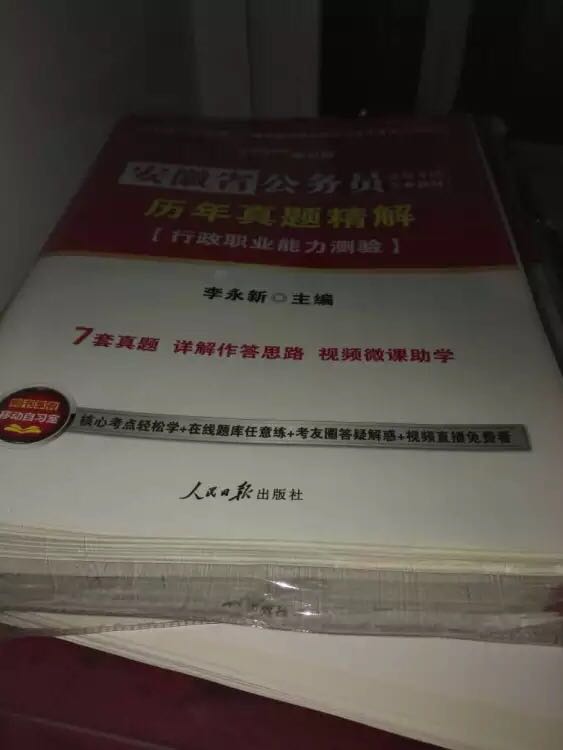 安徽省公务员
历年真题精解
【行政职业能力测验】
李永新◎主编
7套真题 详解作答思路 视频微课助学
移动自习室
核心考点轻松学+在线题库任意练+考友圈答疑解惑+视频直播免费看
人民日报出版社